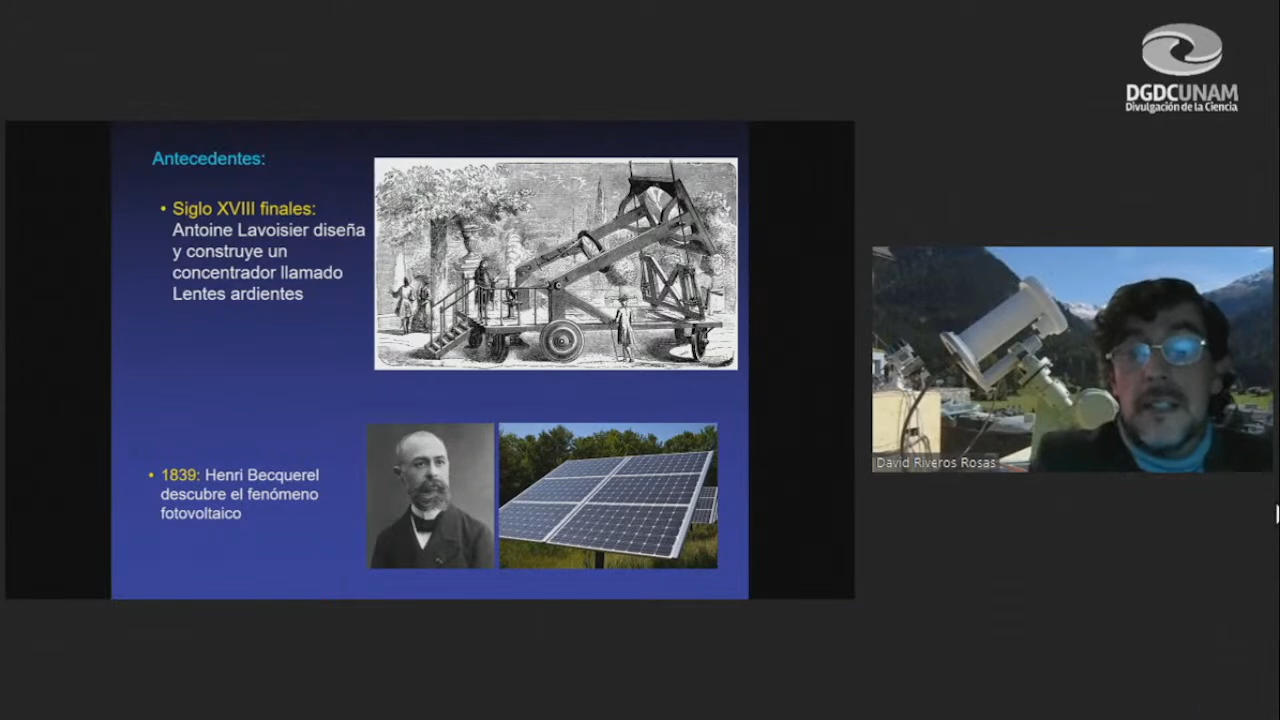 DGDCUNAM
Divulgación de la Ciencia
Antecedentes:
• Siglo XVIII finales:
Antoine Lavoisier diseña
y construye un
concentrador llamado
Lentes ardientes
• 1839: Henri Becquerel
descubre el fenómeno
fotovoltaico
David Riveros Rosas